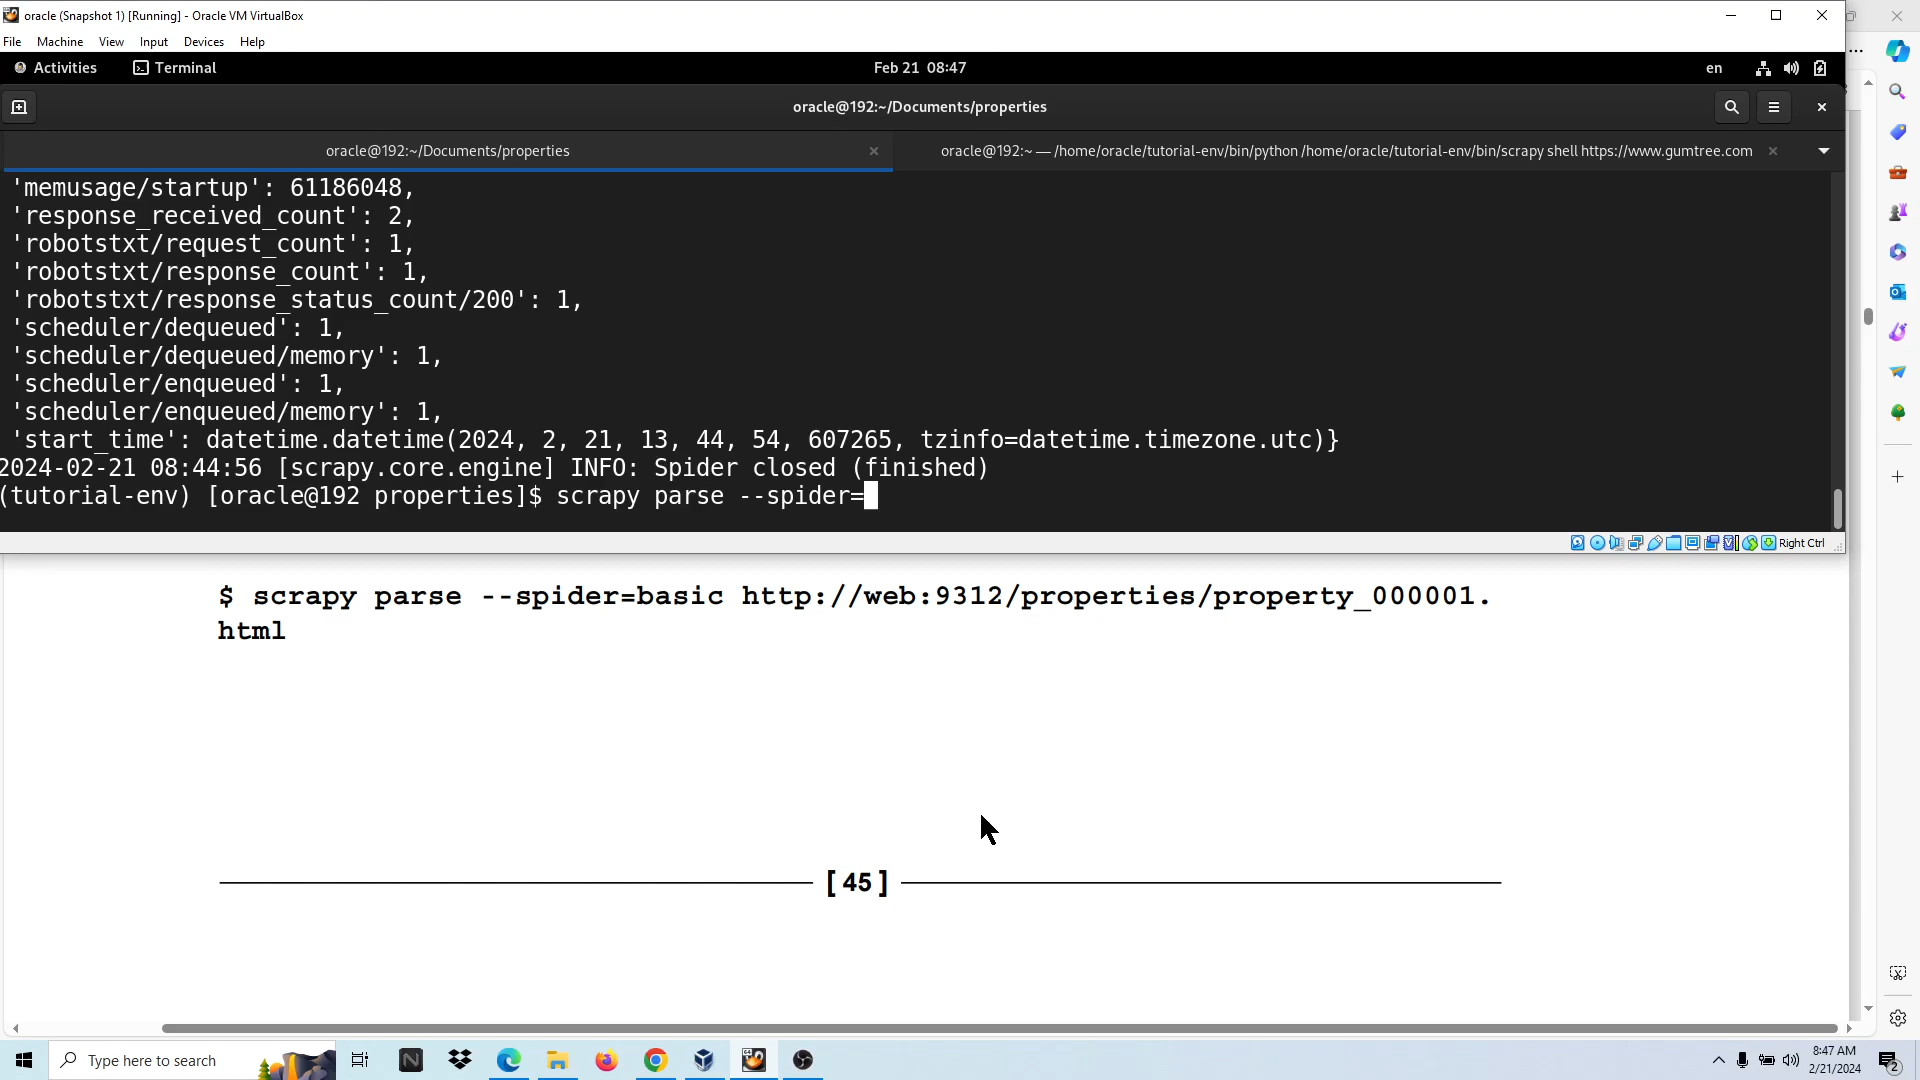 oracle (Snapshot 1) [Running] - Oracle VM VirtualBox
File Machine View Input Devices Help
Activities Terminal Feb 21 08:47 en
oracle@192:~/Documents/properties
oracle@192:~/Documents/properties oracle@192:~ — /home/oracle/tutorial-env/bin/python /home/oracle/tutorial-env/bin/scrapy shell https://www.gumtree.com
'memusage/startup': 61186048,
'response_received_count': 2,
'robotstxt/request_count': 1,
'robotstxt/response_count': 1,
'robotstxt/response_status_count/200': 1,
'scheduler/dequeued': 1,
'scheduler/dequeued/memory': 1,
'scheduler/enqueued': 1,
'scheduler/enqueued/memory': 1,
'start_time': datetime.datetime(2024, 2, 21, 13, 44, 54, 607265, tzinfo=datetime.timezone.utc)}
2024-02-21 08:44:56 [scrapy.core.engine] INFO: Spider closed (finished)
(tutorial-env) [oracle@192 properties]$ scrapy parse --spider=
Right Ctrl
$ scrapy parse --spider=basic http://web:9312/properties/property_000001.
html
[ 45 ]
Type here to search
8:47 AM
2/21/2024
2